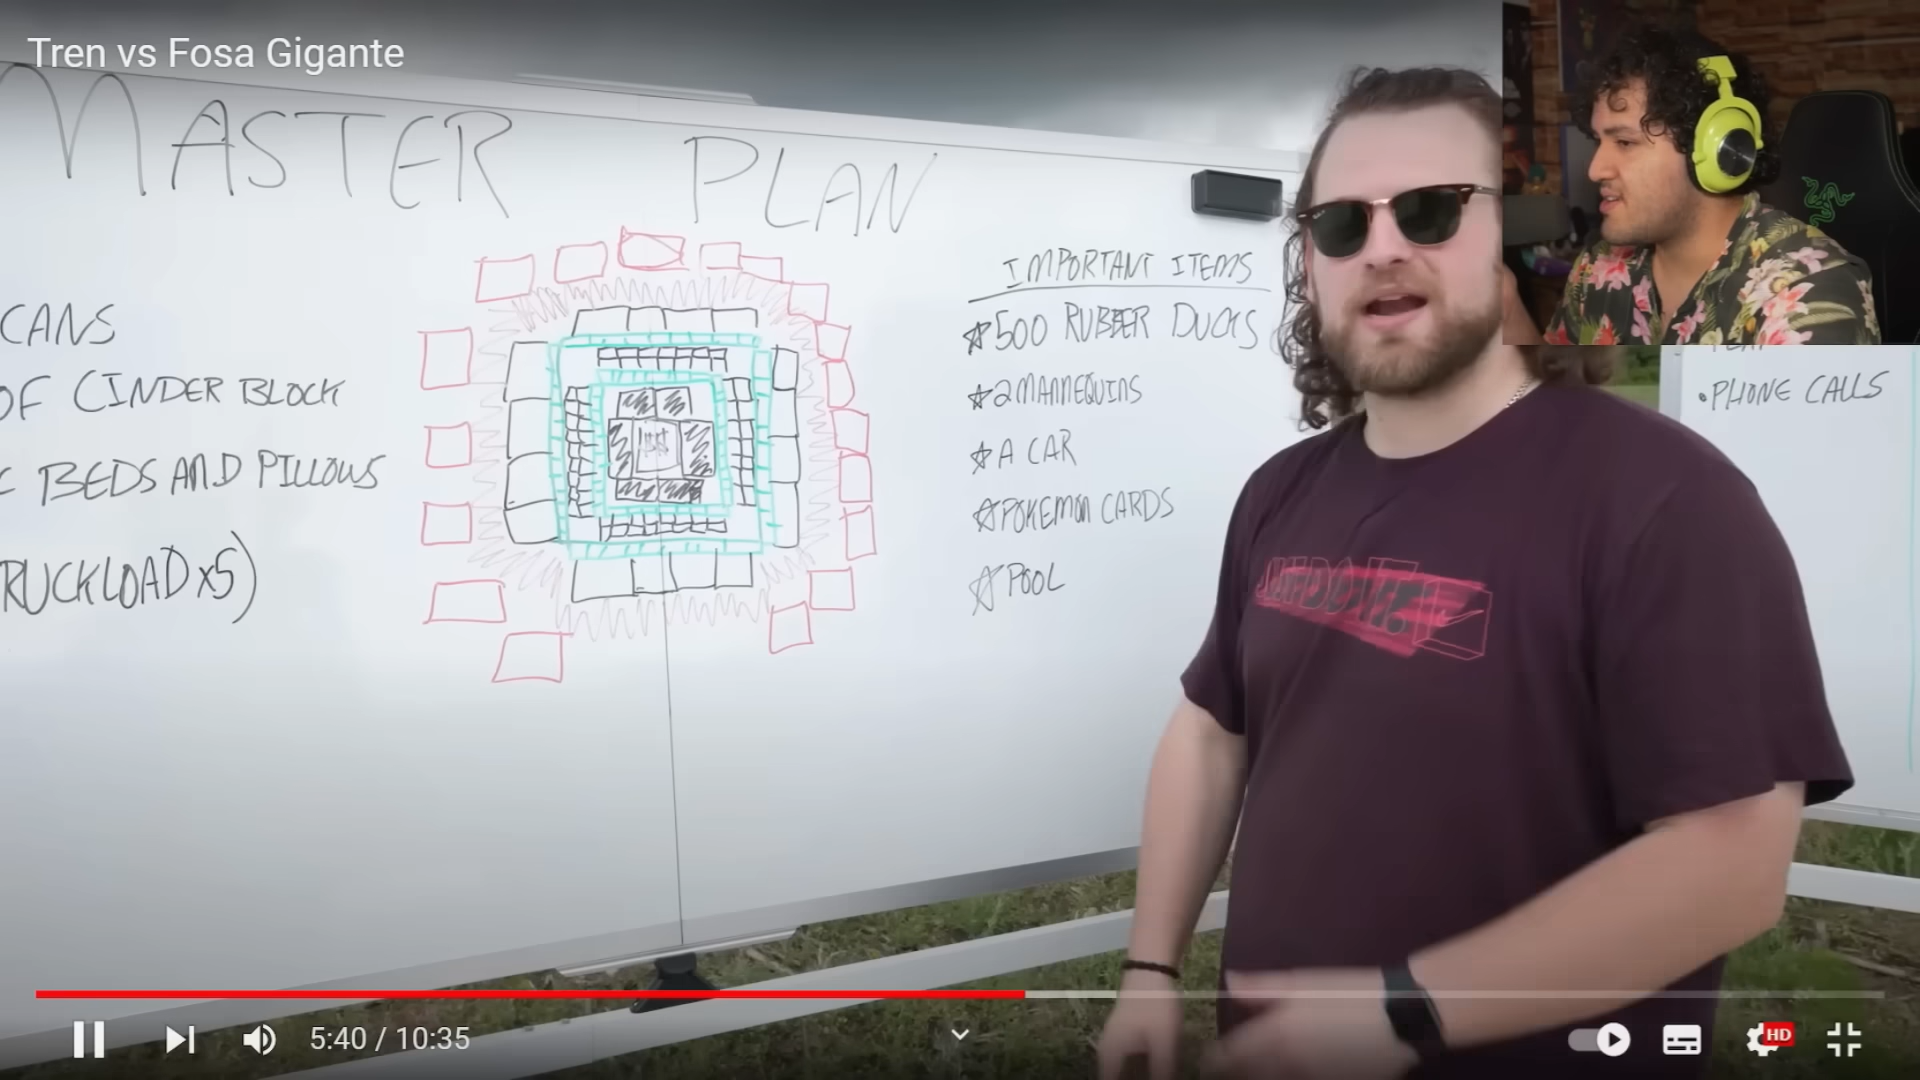 Tren vs Fosa Gigante
MASTER PLAN
CANS
OF CINDER BLOCK
BEDS AND PILLOWS
RUCKLOAD x5)
IMPORTANT ITEMS
500 RUBBER DUCKS
2 MANNEQUINS
A CAR
POKEMON CARDS
POOL
• PHONE CALLS
5:40 / 10:35
HD